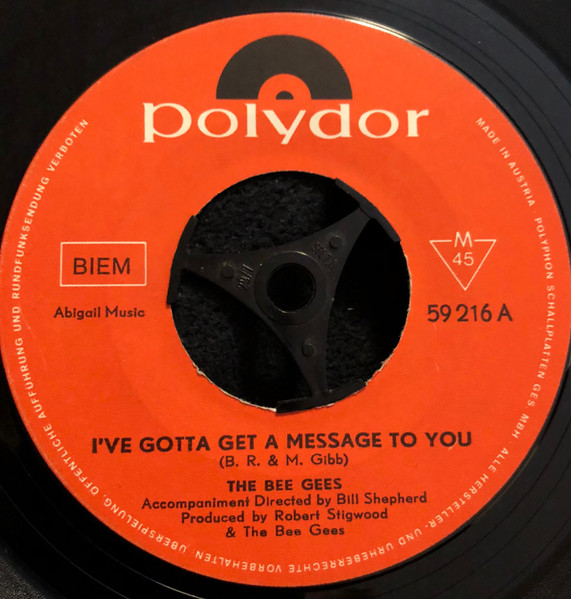 polydor
MADE IN AUSTRIA. POLYPHON SCHALLPLATTEN GES. MBH. ALLE HERSTELLER- UND URHEBERRECHTE VORBEHALTEN. ÜBERSPIELUNG, ÖFFENTLICHE AUFFÜHRUNG UND RUNDFUNKSENDUNG VERBOTEN
BIEM
Abigail Music
M
45
59 216 A
I'VE GOTTA GET A MESSAGE TO YOU
(B. R. & M. Gibb)
THE BEE GEES
Accompaniment Directed by Bill Shepherd
Produced by Robert Stigwood
& The Bee Gees